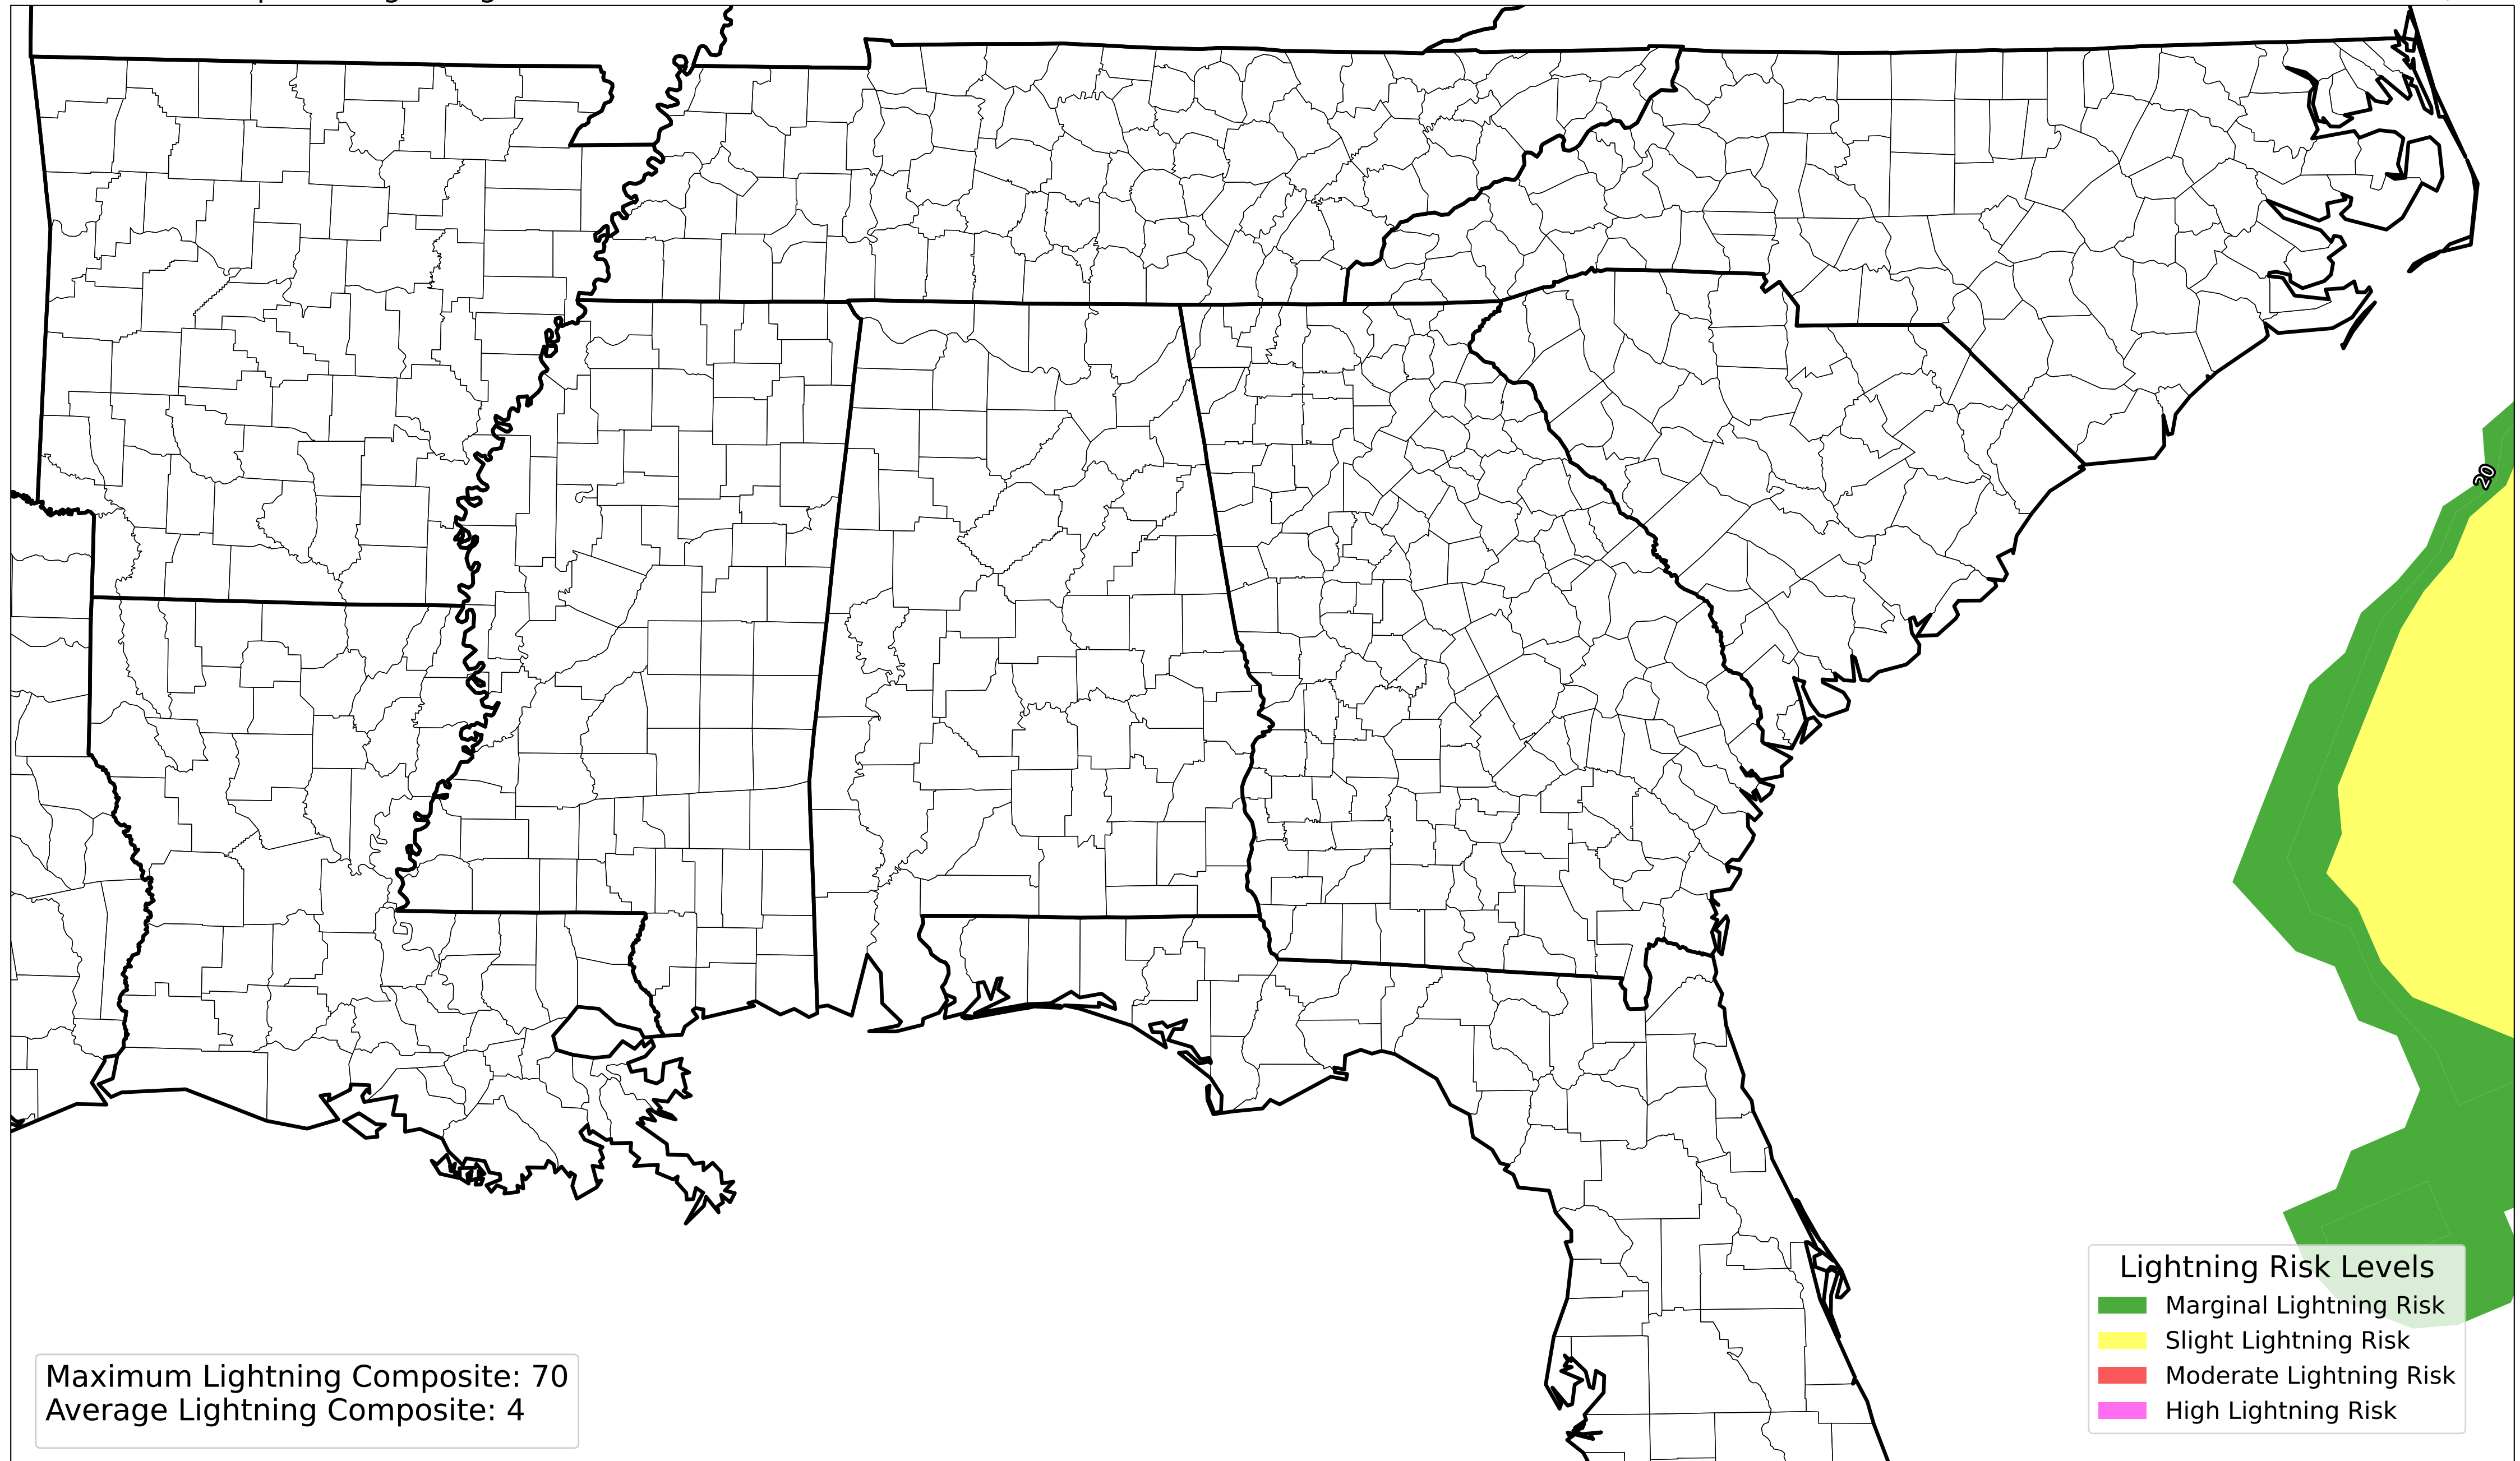 20
Lightning Risk Levels
Marginal Lightning Risk
Slight Lightning Risk
Moderate Lightning Risk
High Lightning Risk
Maximum Lightning Composite: 70
Average Lightning Composite: 4